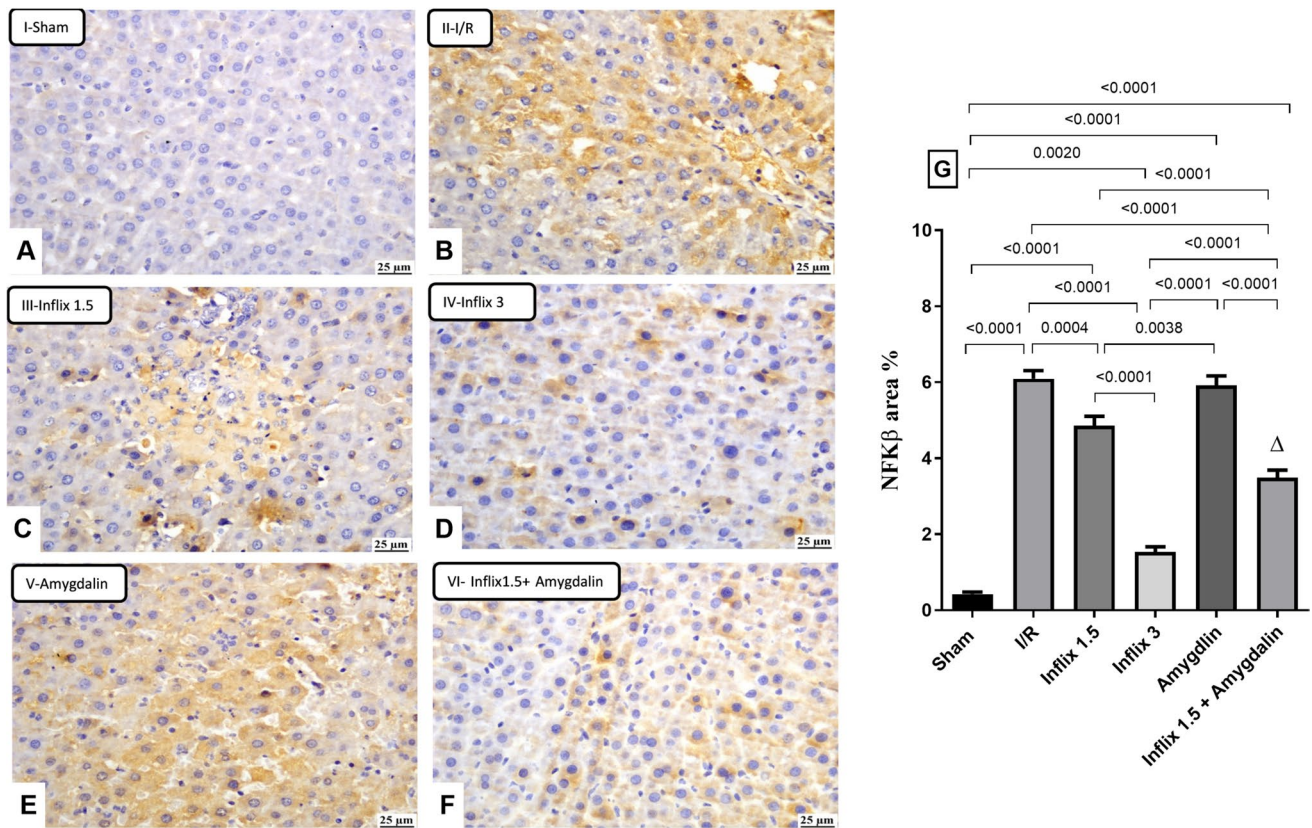 I-Sham
A
25 µm
II-I/R
B
25 µm
III-Inflix 1.5
C
25 µm
IV-Inflix 3
D
25 µm
V-Amygdalin
E
25 µm
VI- Inflix1.5+ Amygdalin
F
25 µm
G
<0.0001
<0.0001
0.0020
<0.0001
<0.0001
<0.0001
<0.0001
<0.0001
<0.0001
<0.0001
<0.0001
0.0004
0.0038
<0.0001
Δ
NFKβ area %
10
8
6
4
2
0
Sham
I/R
Inflix 1.5
Inflix 3
Amygdlin
Inflix 1.5 + Amygdalin